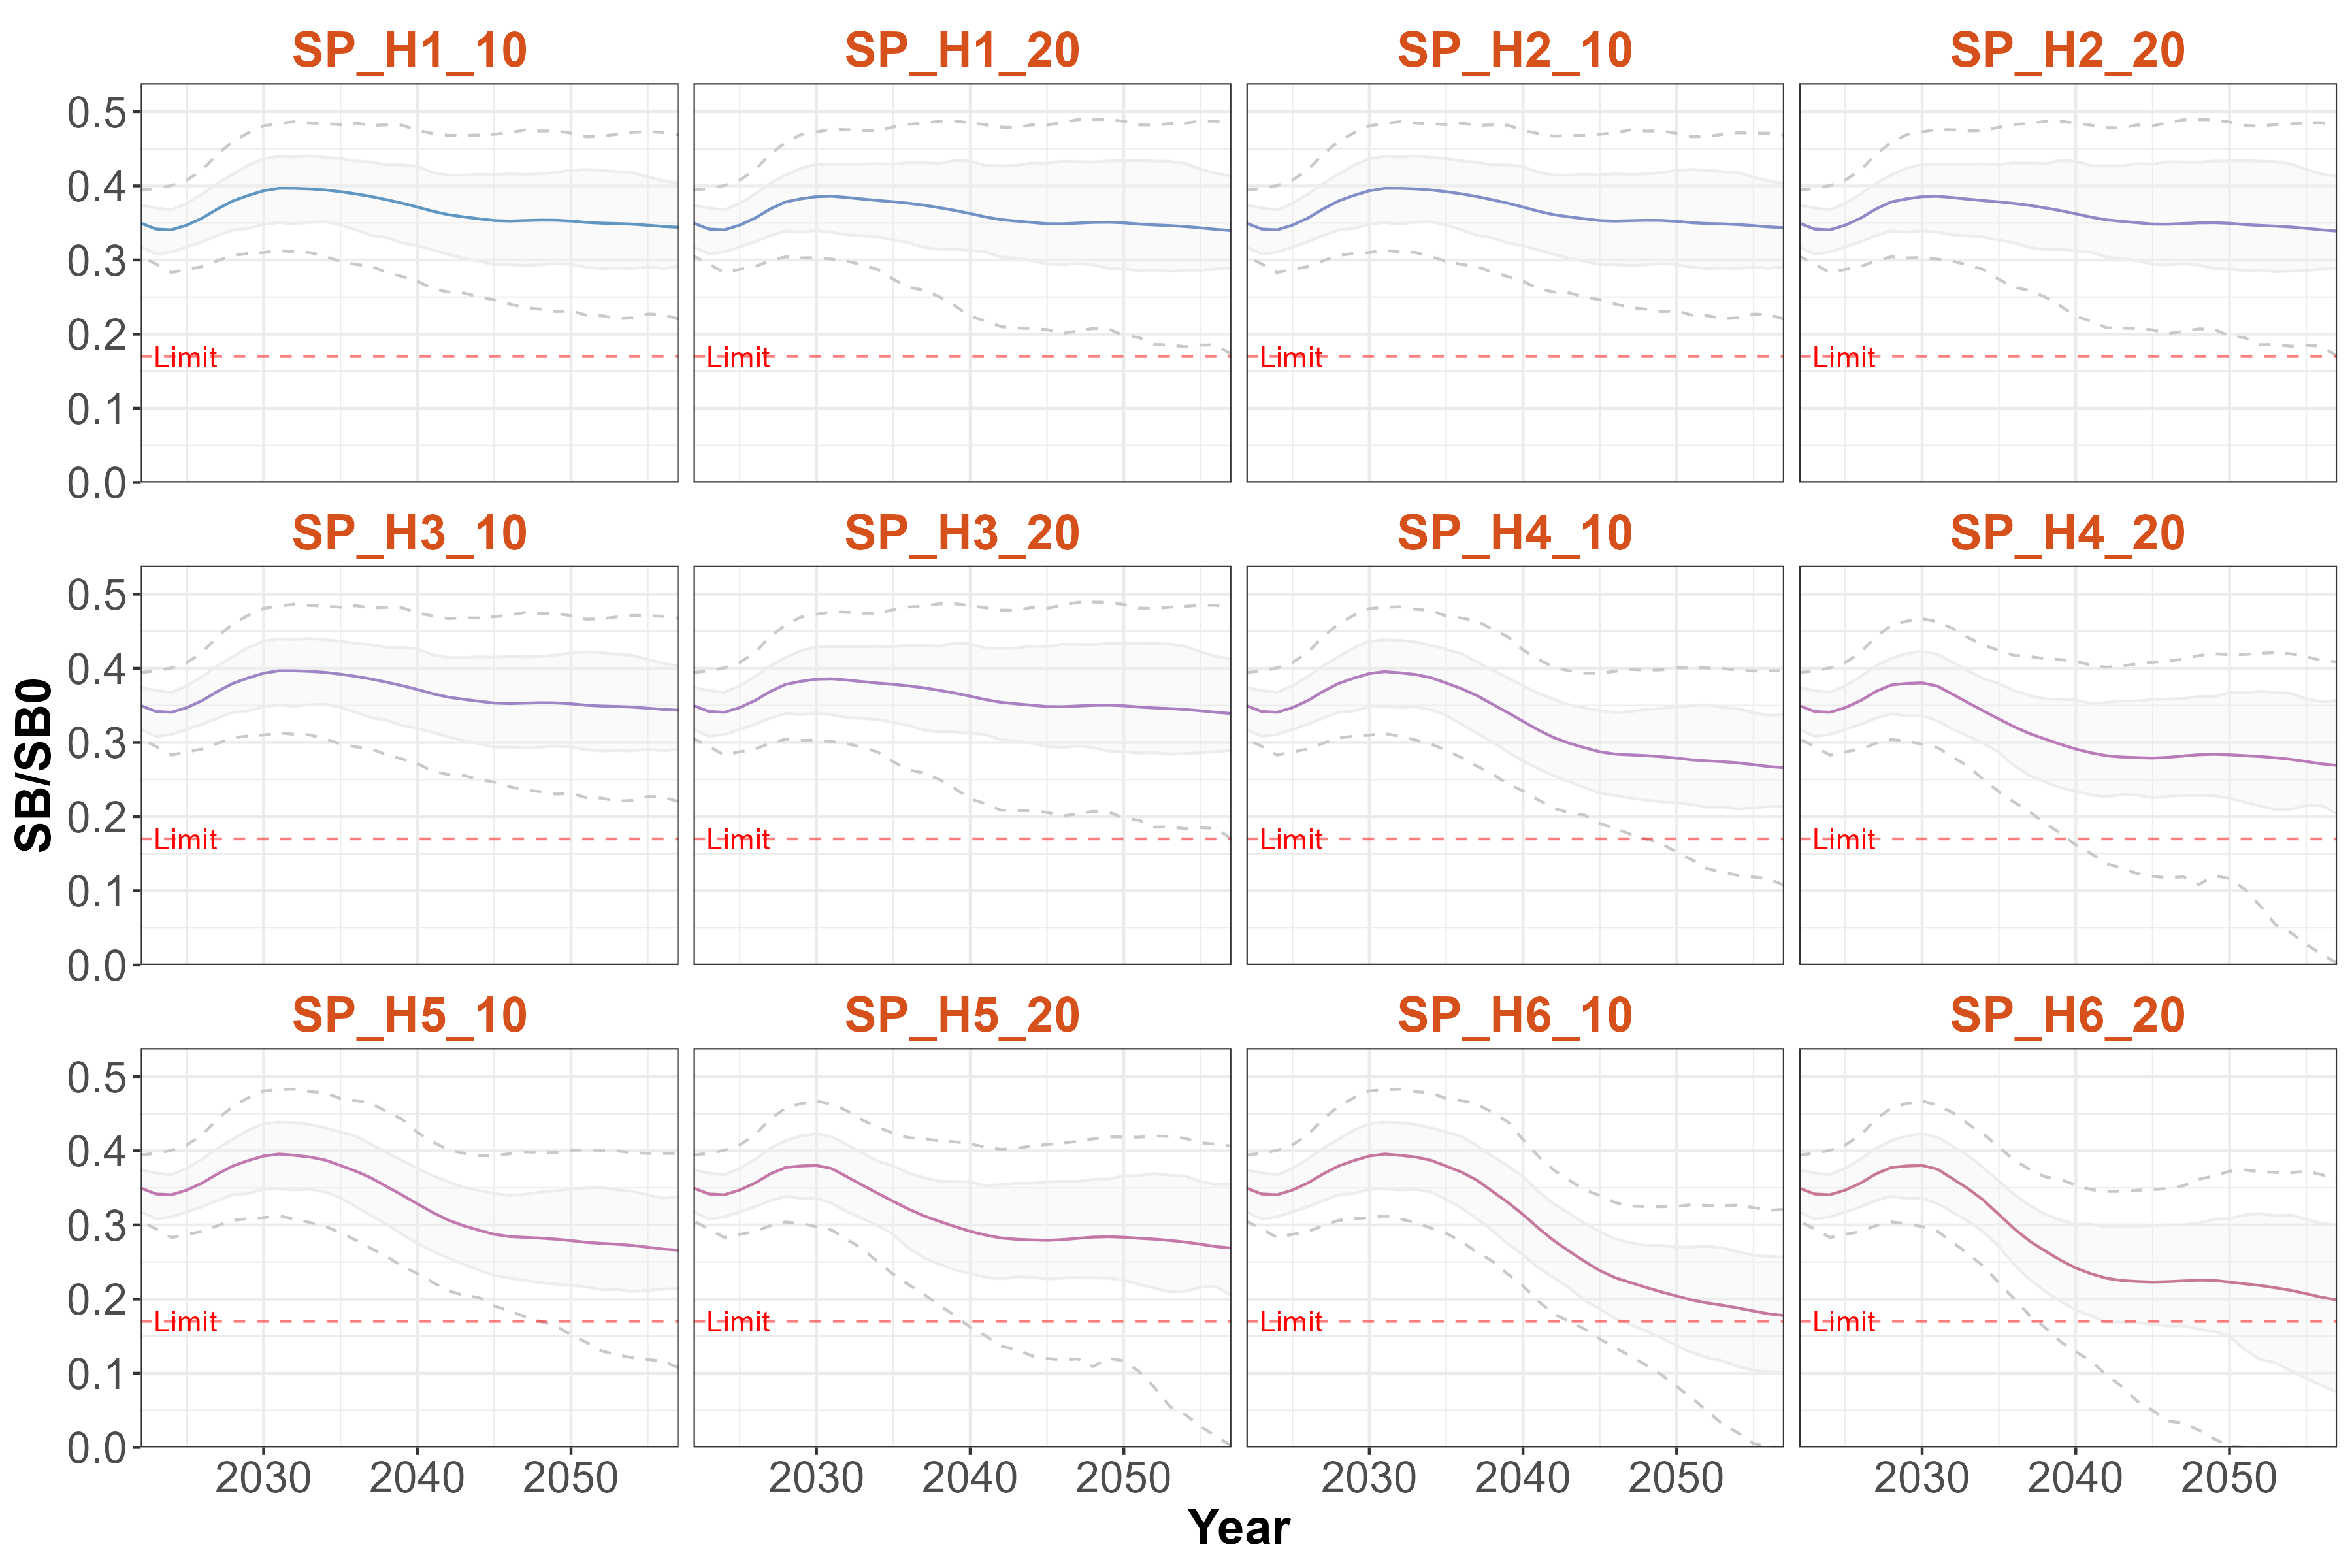 SP_H1_10 SP_H1_20 SP_H2_10 SP_H2_20
0.5
0.4
0.3
0.2
Limit Limit Limit Limit
0.1
0.0
SP_H3_10 SP_H3_20 SP_H4_10 SP_H4_20
0.5
0.4
0.3
0.2
Limit Limit Limit Limit
0.1
0.0
SB/SB0
SP_H5_10 SP_H5_20 SP_H6_10 SP_H6_20
0.5
0.4
0.3
0.2
Limit Limit Limit Limit
0.1
0.0
2030 2040 2050 2030 2040 2050 2030 2040 2050 2030 2040 2050
Year